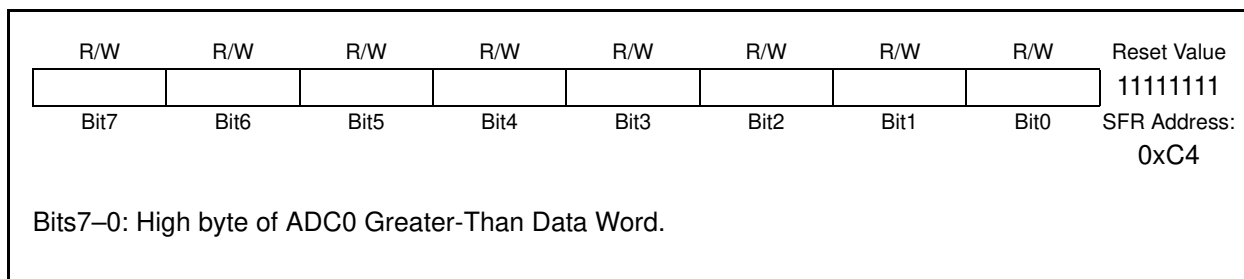 R/W R/W R/W R/W R/W R/W R/W R/W Reset Value
11111111
Bit7 Bit6 Bit5 Bit4 Bit3 Bit2 Bit1 Bit0 SFR Address:
0xC4
Bits7–0: High byte of ADC0 Greater-Than Data Word.